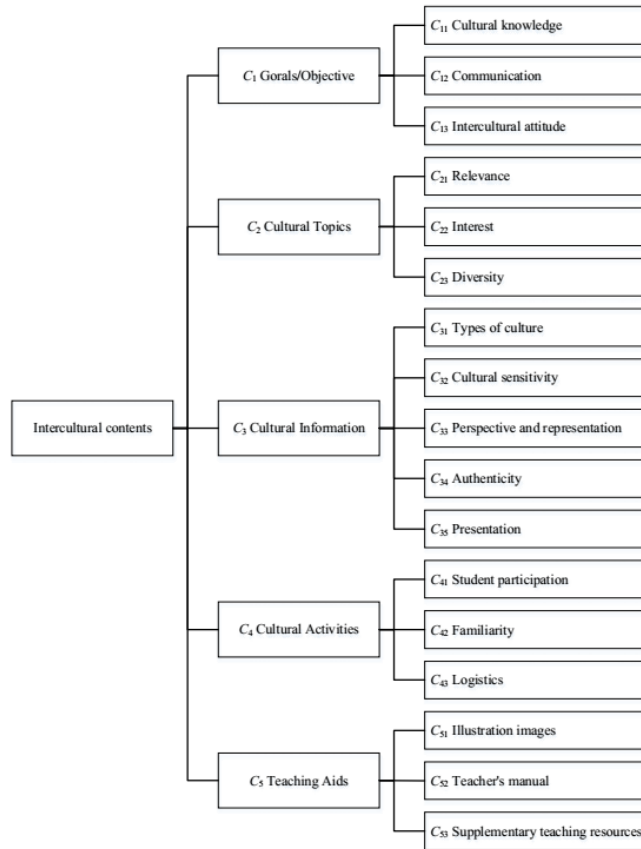 C₁₁ Cultural knowledge
C₁ Gorals/Objective
C₁₂ Communication
C₁₃ Intercultural attitude
C₂₁ Relevance
C₂ Cultural Topics
C₂₂ Interest
C₂₃ Diversity
C₃₁ Types of culture
C₃₂ Cultural sensitivity
Intercultural contents
C₃ Cultural Information
C₃₃ Perspective and representation
C₃₄ Authenticity
C₃₅ Presentation
C₄₁ Student participation
C₄ Cultural Activities
C₄₂ Familiarity
C₄₃ Logistics
C₅₁ Illustration images
C₅ Teaching Aids
C₅₂ Teacher's manual
C₅₃ Supplementary teaching resources